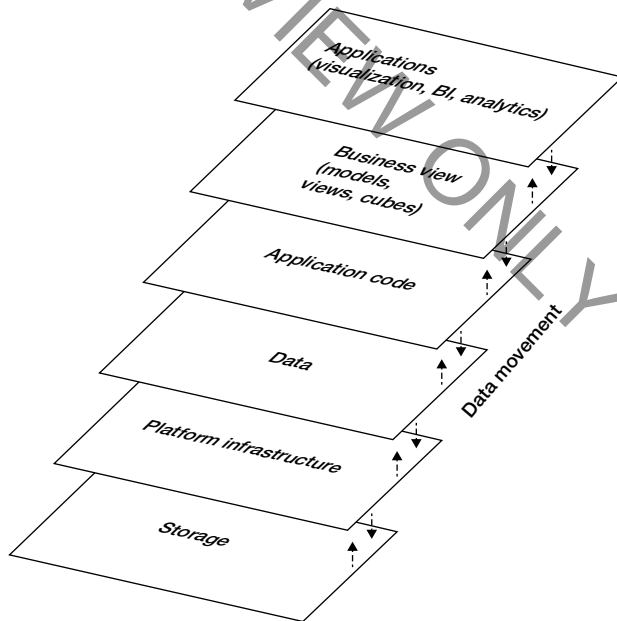 Applications
(visualization, BI, analytics)
Business view
(models,
views, cubes)
Application code
Data
Data movement
Platform infrastructure
Storage
VIEW ONLY